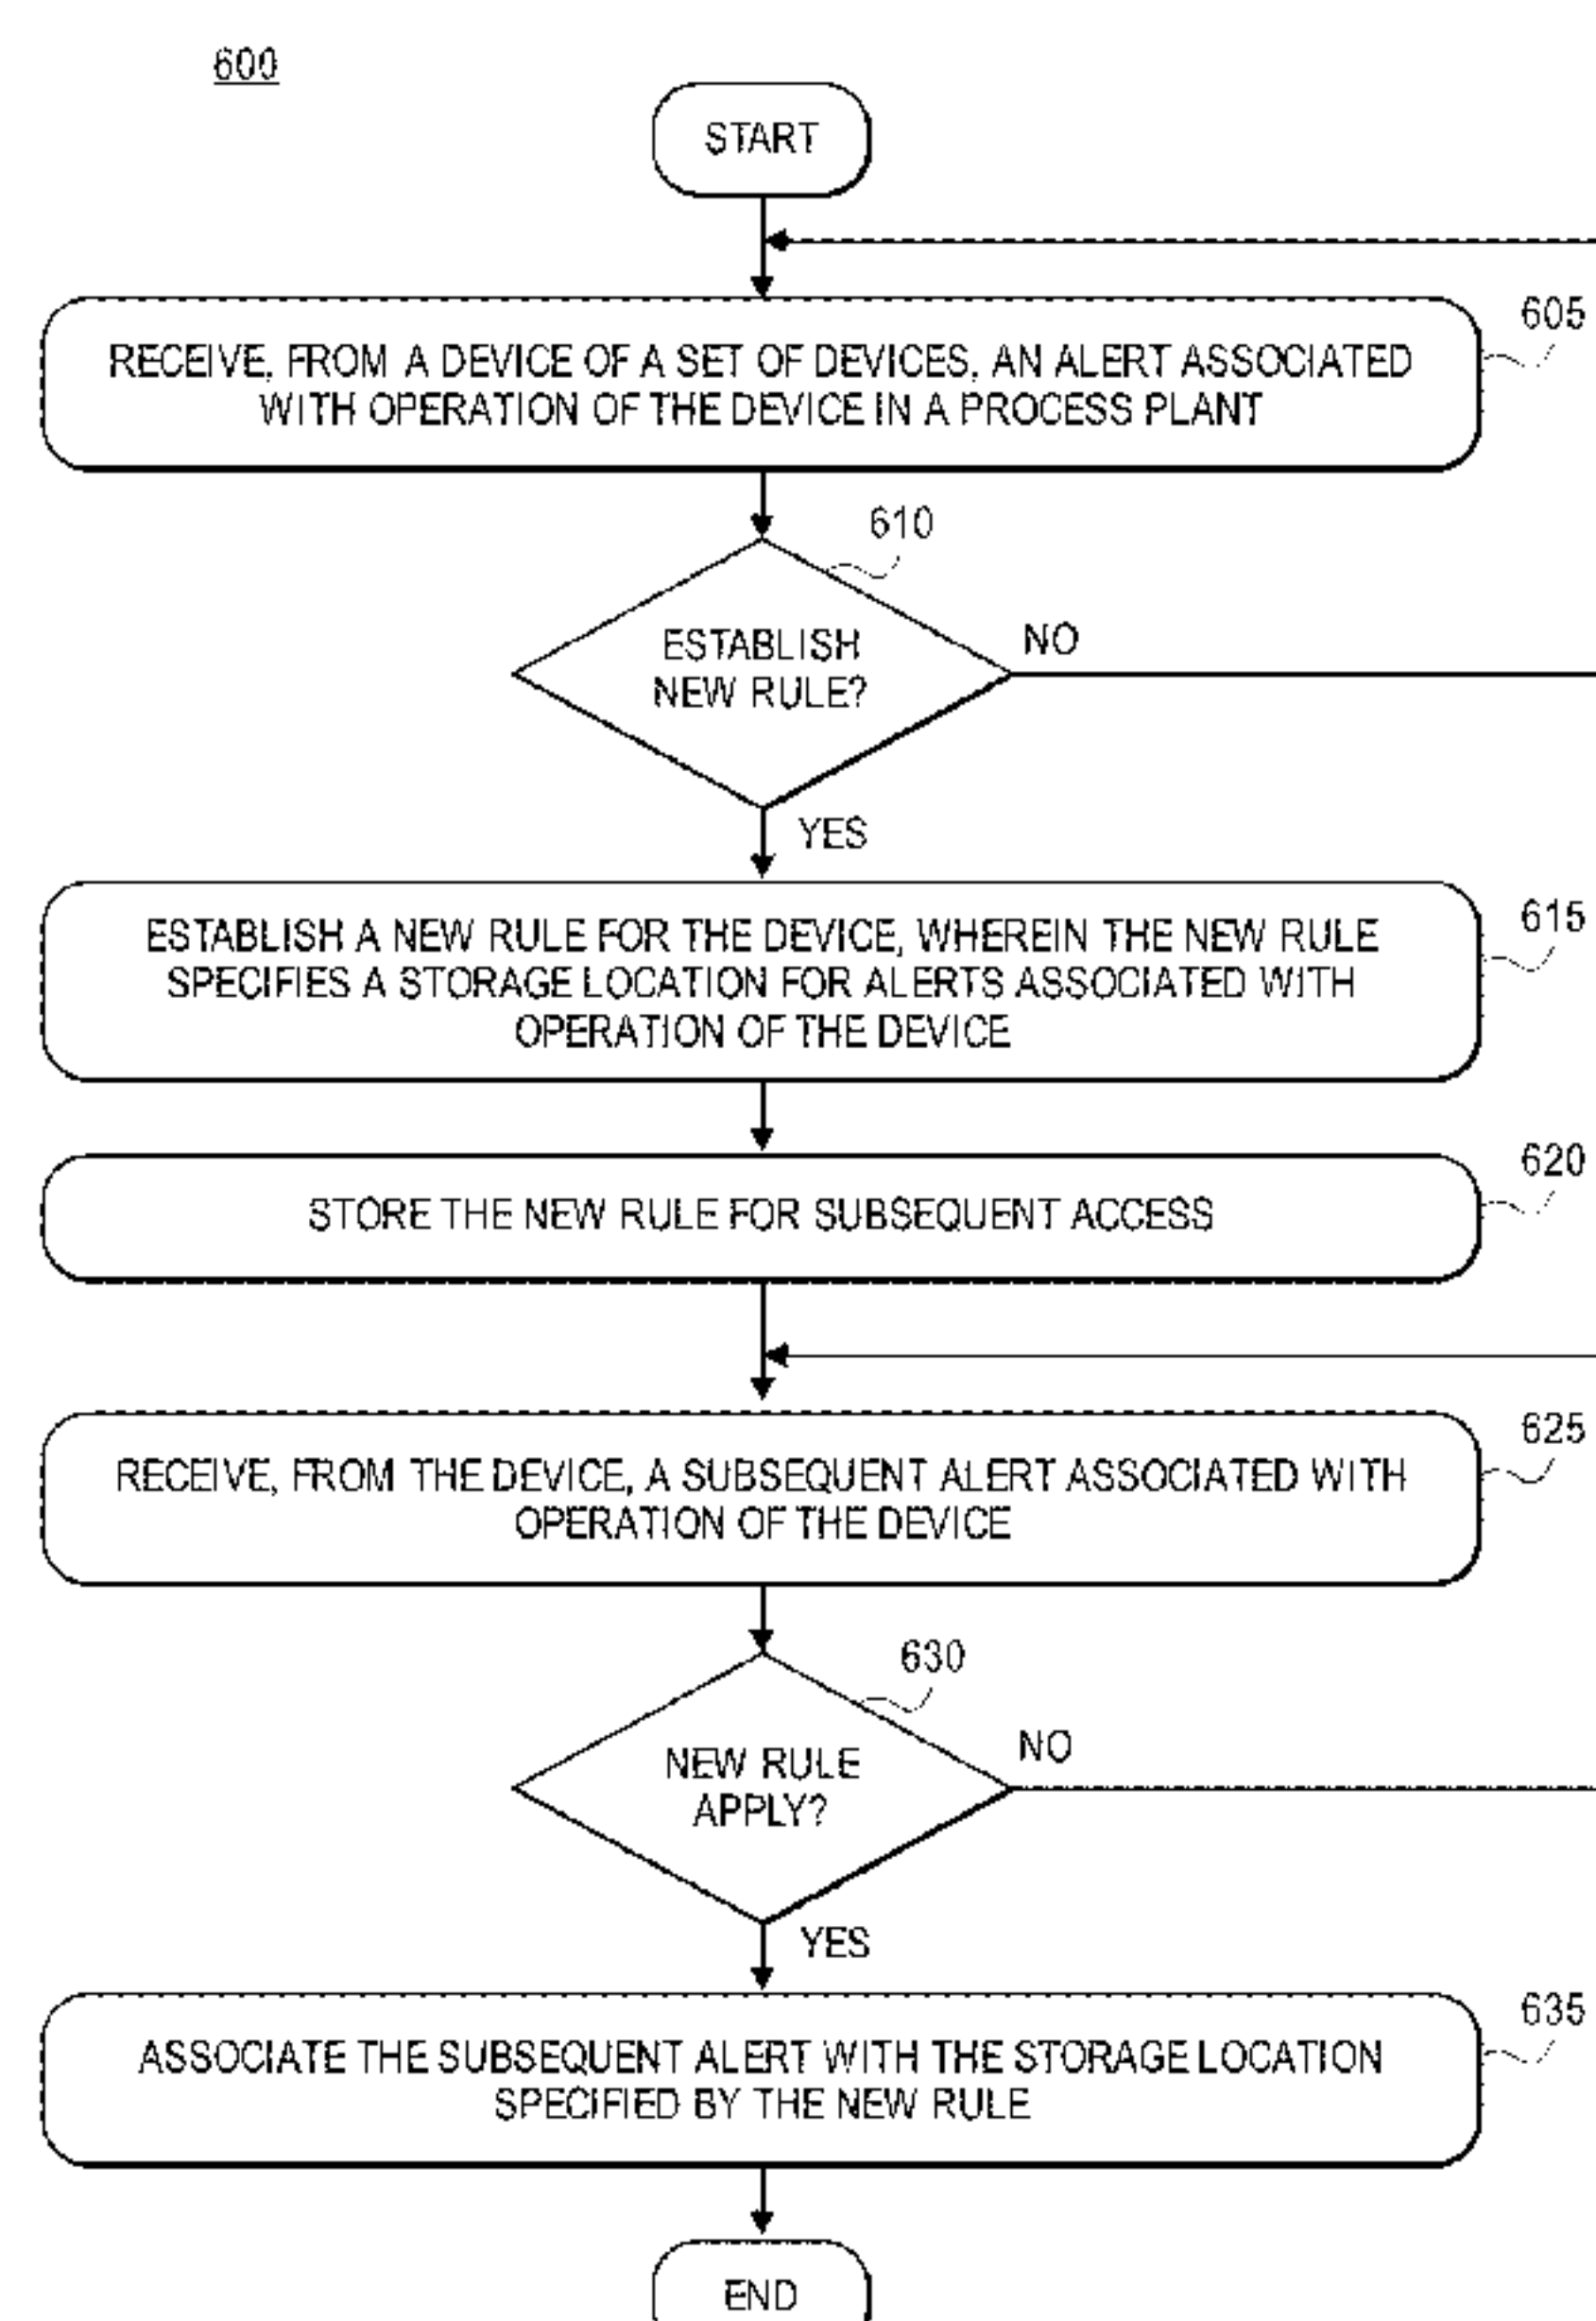 600
START
605
RECEIVE, FROM A DEVICE OF A SET OF DEVICES, AN ALERT ASSOCIATED
WITH OPERATION OF THE DEVICE IN A PROCESS PLANT
610
ESTABLISH
NEW RULE?
NO
YES
615
ESTABLISH A NEW RULE FOR THE DEVICE, WHEREIN THE NEW RULE
SPECIFIES A STORAGE LOCATION FOR ALERTS ASSOCIATED WITH
OPERATION OF THE DEVICE
620
STORE THE NEW RULE FOR SUBSEQUENT ACCESS
625
RECEIVE, FROM THE DEVICE, A SUBSEQUENT ALERT ASSOCIATED WITH
OPERATION OF THE DEVICE
630
NEW RULE
APPLY?
NO
YES
635
ASSOCIATE THE SUBSEQUENT ALERT WITH THE STORAGE LOCATION
SPECIFIED BY THE NEW RULE
END